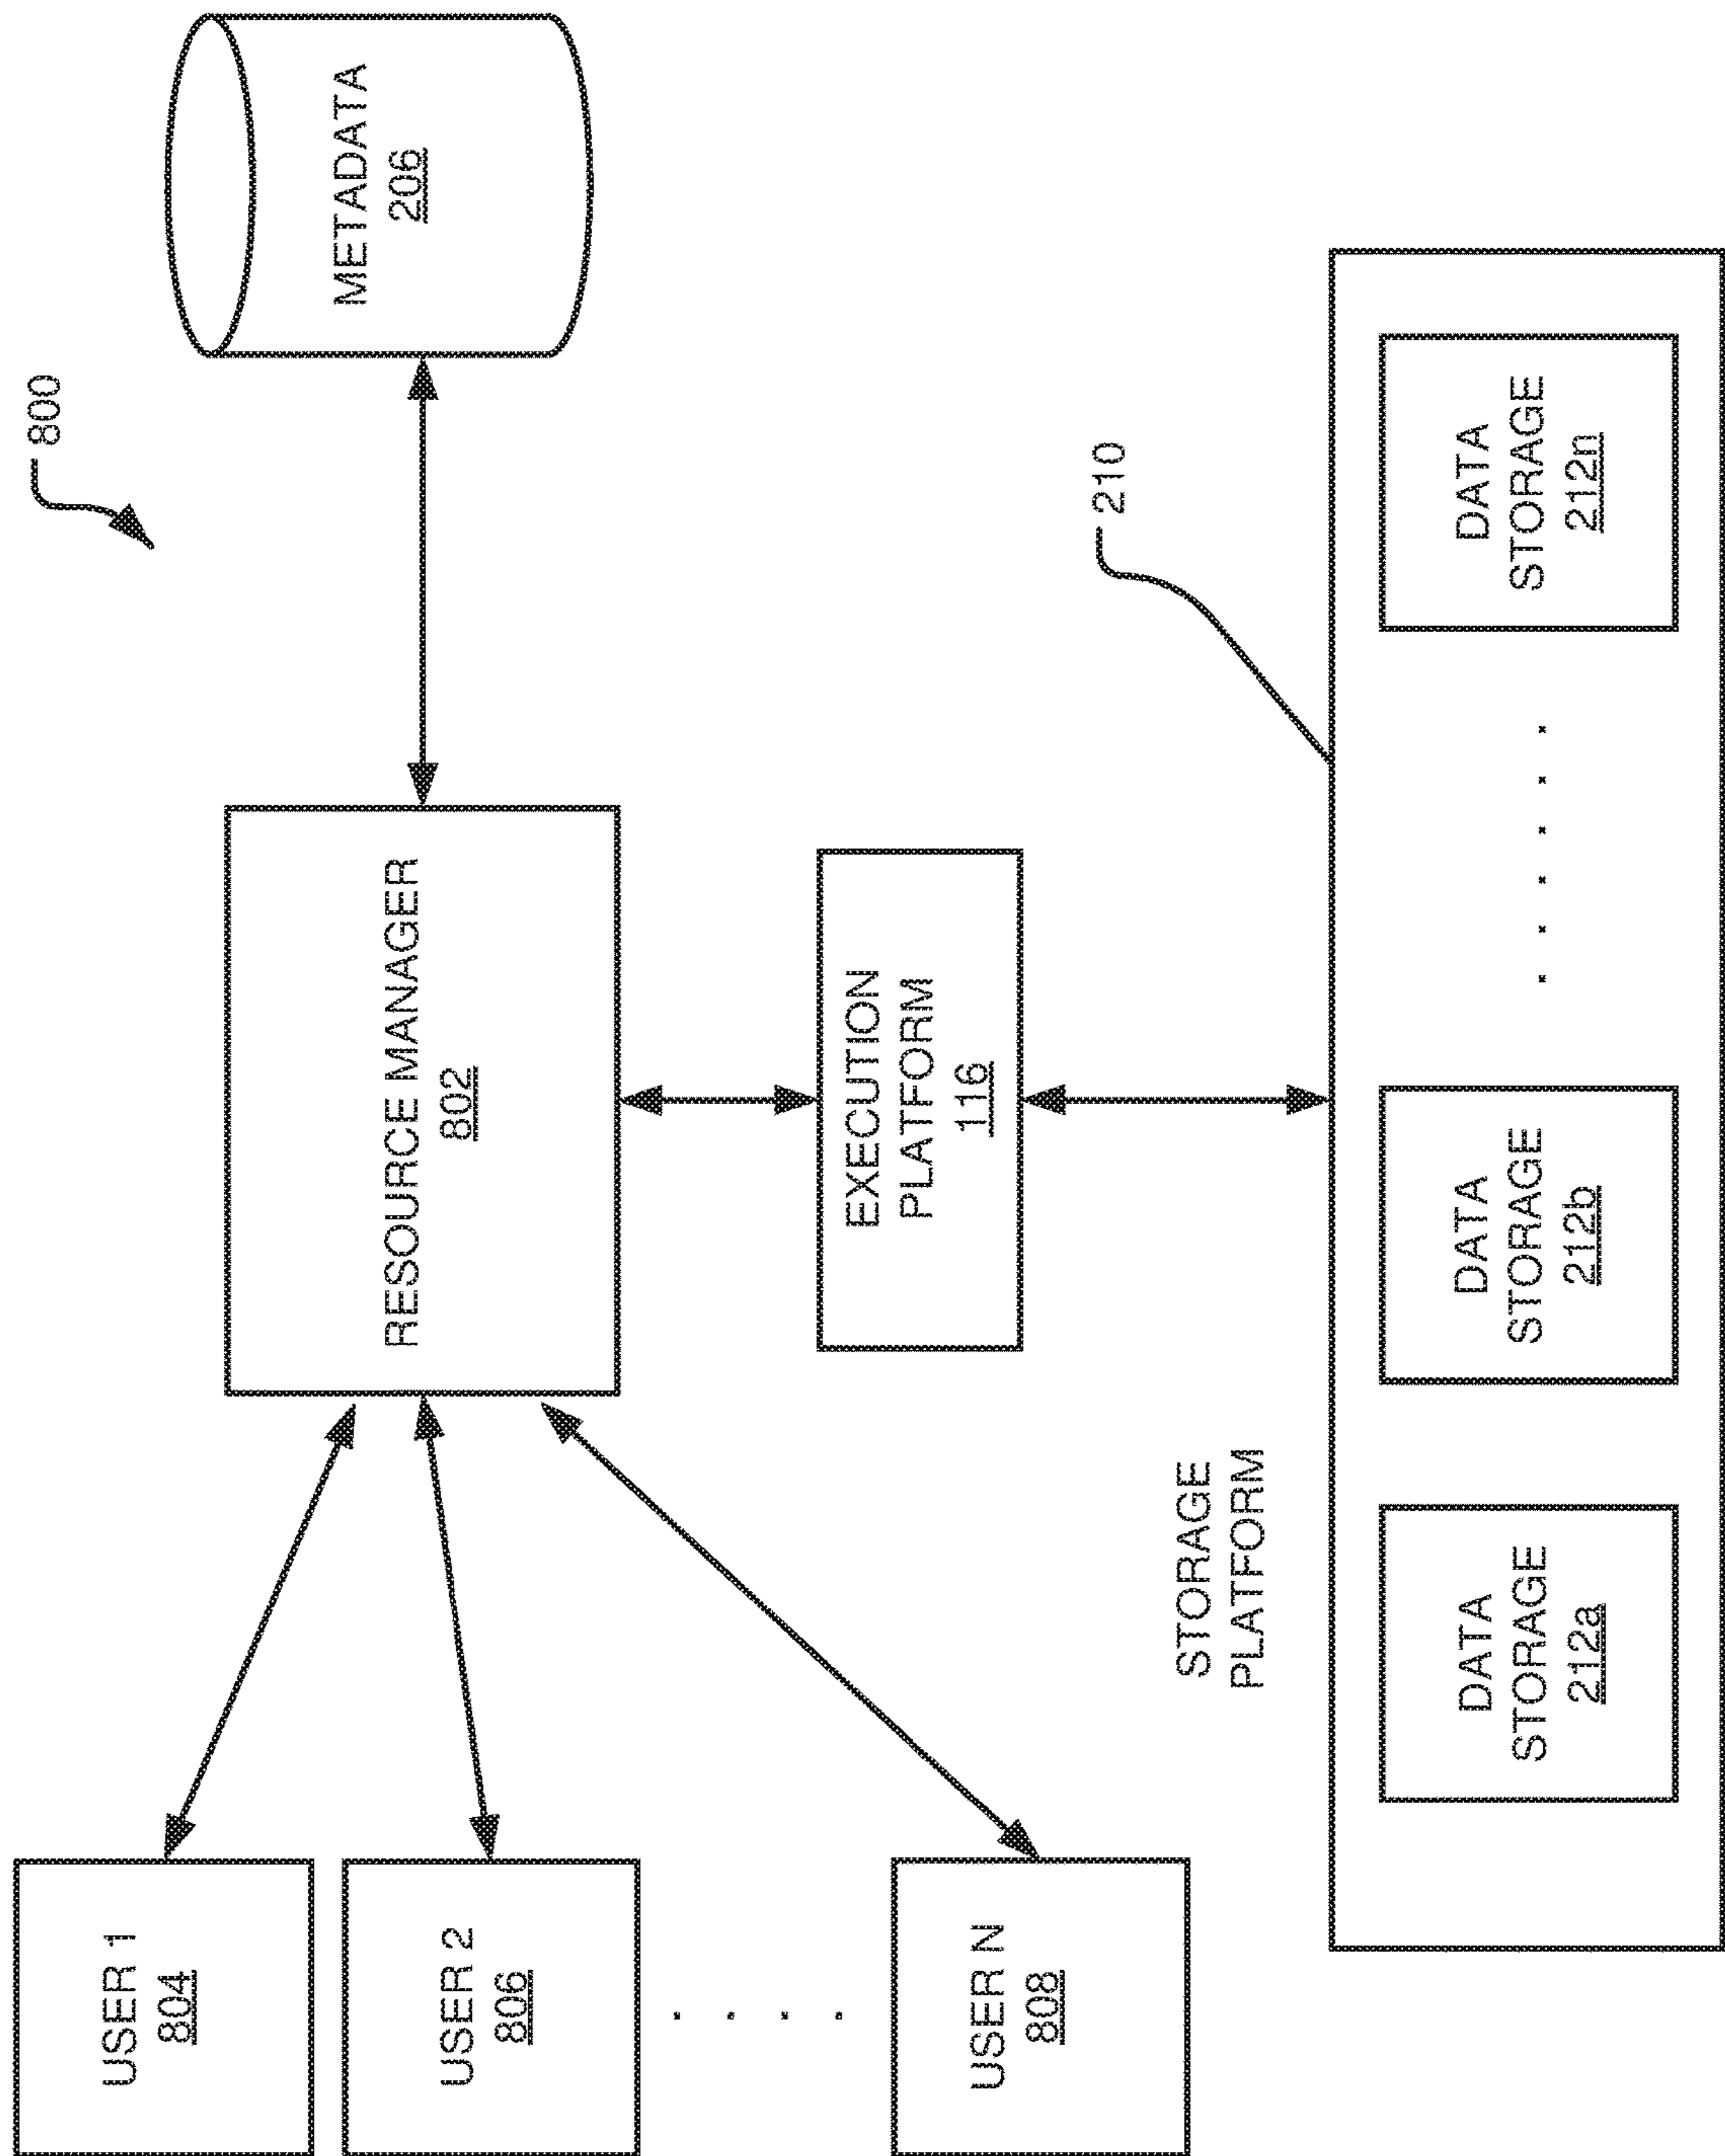 800
USER 1
804
USER 2
806
USER N
808
RESOURCE MANAGER
802
METADATA
206
EXECUTION
PLATFORM
116
STORAGE
PLATFORM
210
DATA
STORAGE
212a
DATA
STORAGE
212b
DATA
STORAGE
212n